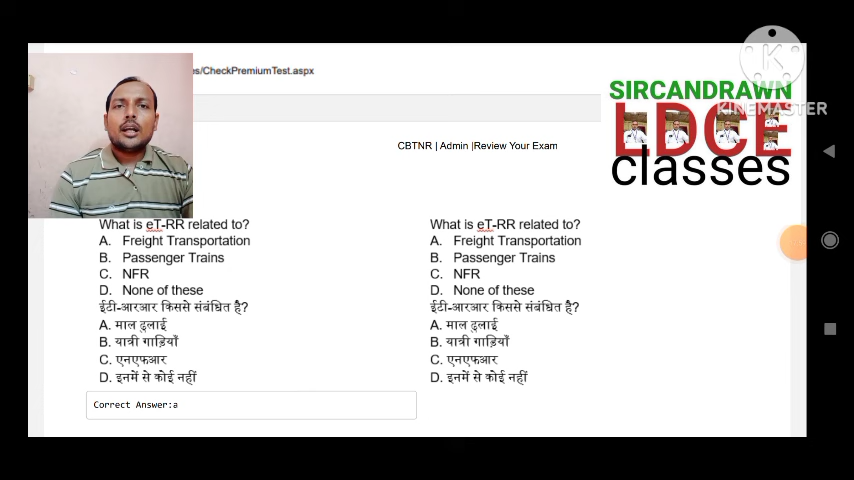 s/CheckPremiumTest.aspx
SIRCANDRAWN
KINEMASTER
LDCE
classes
CBTNR | Admin |Review Your Exam
What is eT-RR related to?
A. Freight Transportation
B. Passenger Trains
C. NFR
D. None of these
ईटी-आरआर किससे संबंधित है?
A. माल ढुलाई
B. यात्री गाड़ियाँ
C. एनएफआर
D. इनमें से कोई नहीं
What is eT-RR related to?
A. Freight Transportation
B. Passenger Trains
C. NFR
D. None of these
ईटी-आरआर किससे संबंधित है?
A. माल ढुलाई
B. यात्री गाड़ियाँ
C. एनएफआर
D. इनमें से कोई नहीं
Correct Answer:a